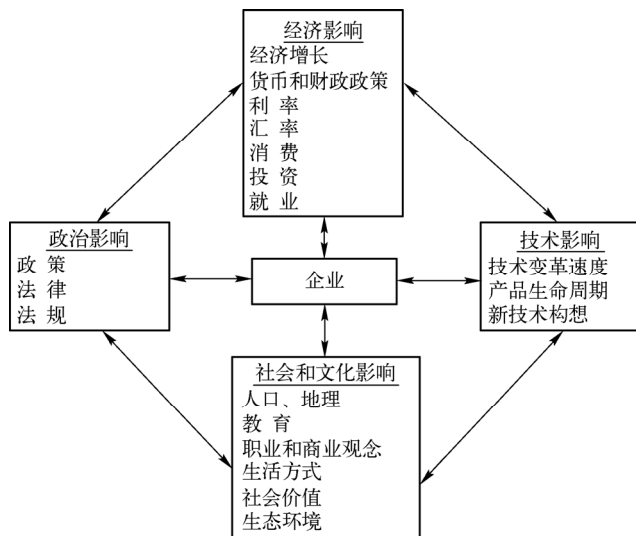 经济影响
经济增长
货币和财政政策
利 率
汇 率
消 费
投 资
就 业
政治影响
政 策
法 律
法 规
企业
技术影响
技术变革速度
产品生命周期
新技术构想
社会和文化影响
人口、地理
教 育
职业和商业观念
生活方式
社会价值
生态环境